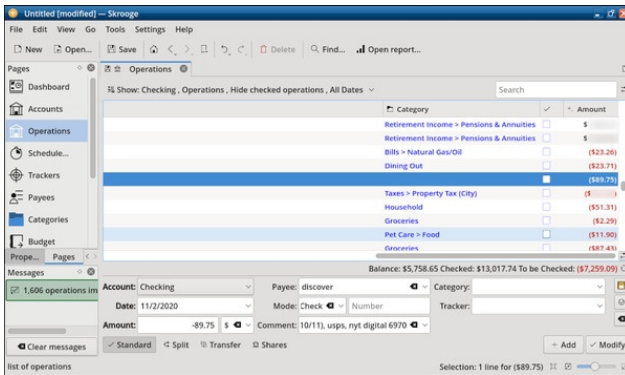 Untitled [modified] — Skrooge
File Edit View Go Tools Settings Help
New Open... Save Delete Find... Open report...
Pages
Operations
Dashboard
Show: Checking , Operations , Hide checked operations , All Dates
Search
Category ✓ Amount
Accounts
Retirement Income > Pensions & Annuities $
Retirement Income > Pensions & Annuities $
Operations
Bills > Natural Gas/Oil ($23.26)
Schedule...
Dining Out ($23.71)
Trackers
($89.75)
Payees
Taxes > Property Tax (City) ($
Household ($51.31)
Categories
Groceries ($2.29)
Pet Care > Food ($11.90)
Budget
Groceries ($87.43)
Prope... Pages
Messages
Balance: $5,758.65 Checked: $13,017.74 To be Checked: ($7,259.09)
1,606 operations im
Account: Checking Payee: discover Category:
Date: 11/2/2020 Mode: Check Number Tracker:
Amount: -89.75 $ Comment: 10/11), usps, nyt digital 6970
Clear messages
Standard Split Transfer Shares + Add Modify
list of operations
Selection: 1 line for ($89.75)